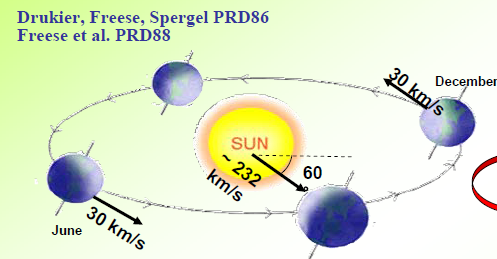 Drukier, Freese, Spergel PRD86
Freese et al. PRD88
30 km/s
December
SUN
~ 232
km/s
60
°
30 km/s
June